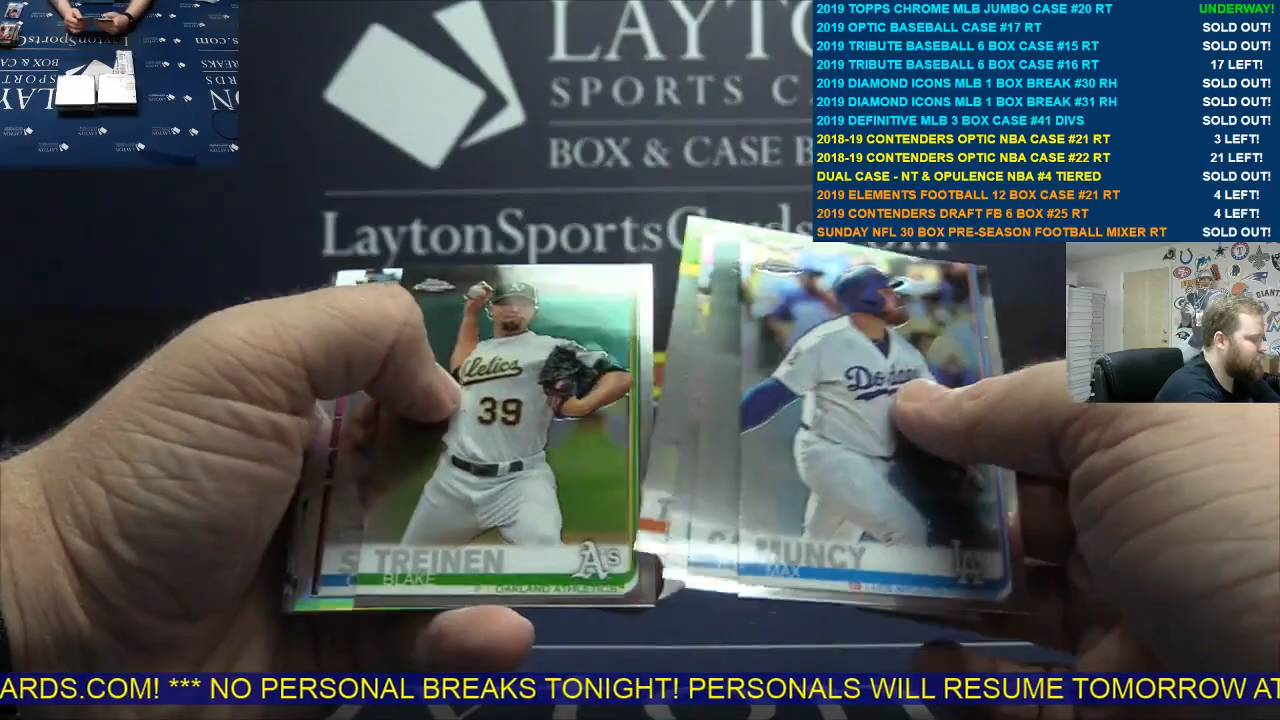 2019 TOPPS CHROME MLB JUMBO CASE #20 RT UNDERWAY!
2019 OPTIC BASEBALL CASE #17 RT SOLD OUT!
2019 TRIBUTE BASEBALL 6 BOX CASE #15 RT SOLD OUT!
2019 TRIBUTE BASEBALL 6 BOX CASE #16 RT 17 LEFT!
2019 DIAMOND ICONS MLB 1 BOX BREAK #30 RH SOLD OUT!
2019 DIAMOND ICONS MLB 1 BOX BREAK #31 RH SOLD OUT!
2019 DEFINITIVE MLB 3 BOX CASE #41 DIVS SOLD OUT!
2018-19 CONTENDERS OPTIC NBA CASE #21 RT 3 LEFT!
2018-19 CONTENDERS OPTIC NBA CASE #22 RT 21 LEFT!
DUAL CASE - NT & OPULENCE NBA #4 TIERED SOLD OUT!
2019 ELEMENTS FOOTBALL 12 BOX CASE #21 RT 4 LEFT!
2019 CONTENDERS DRAFT FB 6 BOX #25 RT 4 LEFT!
SUNDAY NFL 30 BOX PRE-SEASON FOOTBALL MIXER RT SOLD OUT!
LAYTO
SPORTS C
BOX & CASE B
LaytonSportsCards
39
TREINEN
BLAKE
A's
OAKLAND ATHLETICS
Dodgers
MUNCY
MAX
LA
ARDS.COM! *** NO PERSONAL BREAKS TONIGHT! PERSONALS WILL RESUME TOMORROW AT